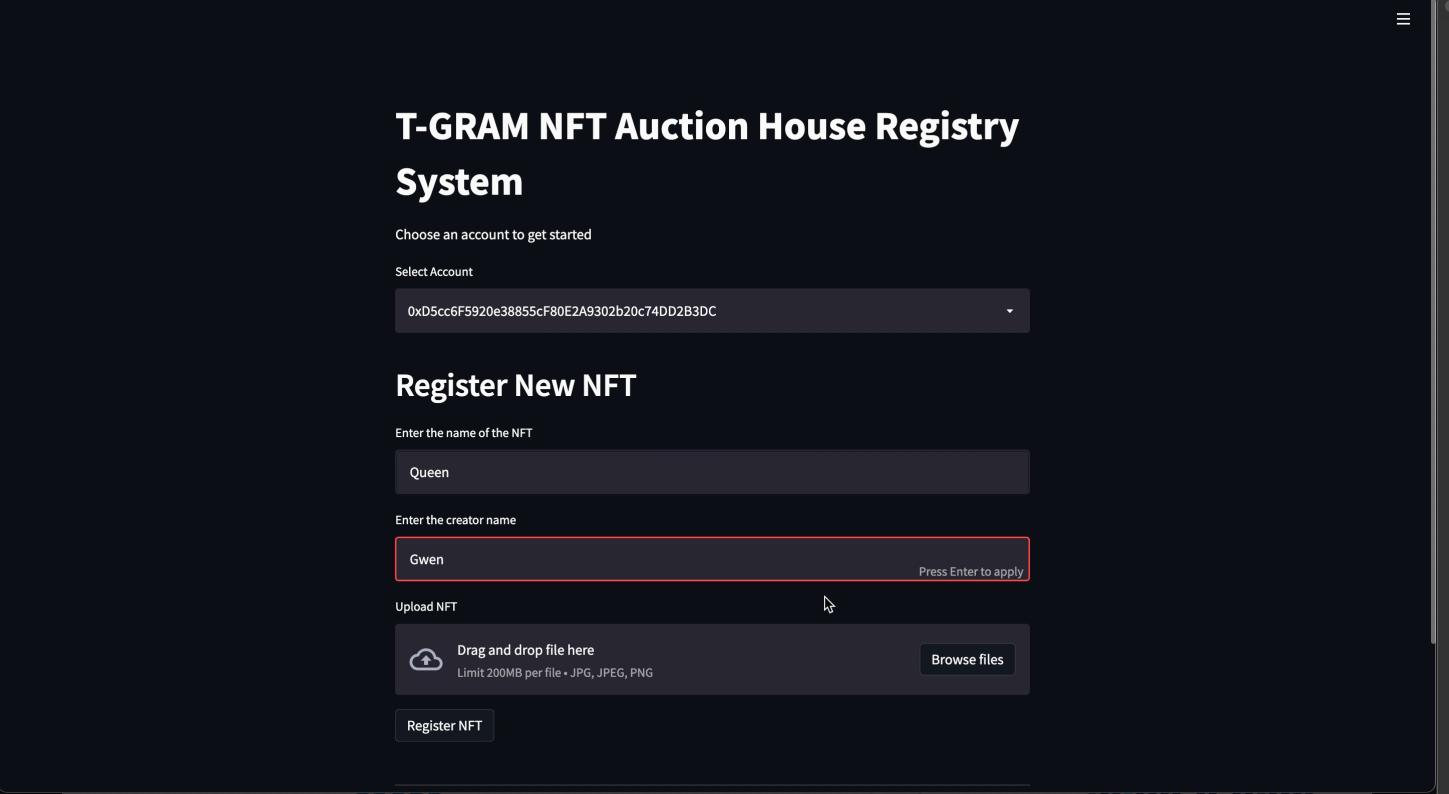 T-GRAM NFT Auction House Registry
System
Choose an account to get started
Select Account
0xD5cc6F5920e38855cF80E2A9302b20c74DD2B3DC
Register New NFT
Enter the name of the NFT
Queen
Enter the creator name
Gwen
Press Enter to apply
Upload NFT
Drag and drop file here
Limit 200MB per file • JPG, JPEG, PNG
Browse files
Register NFT